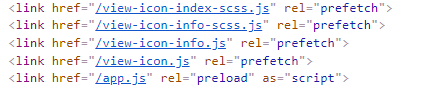 <link href="/view-icon-index-scss.js" rel="prefetch">
<link href="/view-icon-info-scss.js" rel="prefetch">
<link href="/view-icon-info.js" rel="prefetch">
<link href="/view-icon.js" rel="prefetch">
<link href="/app.js" rel="preload" as="script">